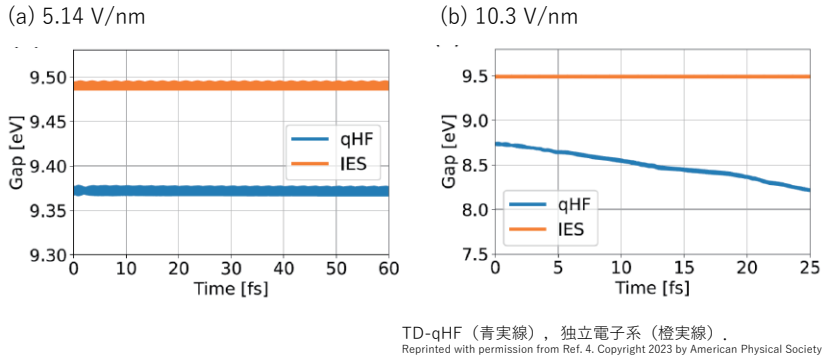 (a) 5.14 V/nm
(b) 10.3 V/nm
Gap [eV]
9.50
9.45
9.40
9.35
9.30
qHF
IES
0 10 20 30 40 50 60
Time [fs]
Gap [eV]
9.5
9.0
8.5
8.0
7.5
qHF
IES
0 5 10 15 20 25
Time [fs]
TD-qHF（青実線），独立電子系（橙実線）．
Reprinted with permission from Ref. 4. Copyright 2023 by American Physical Society